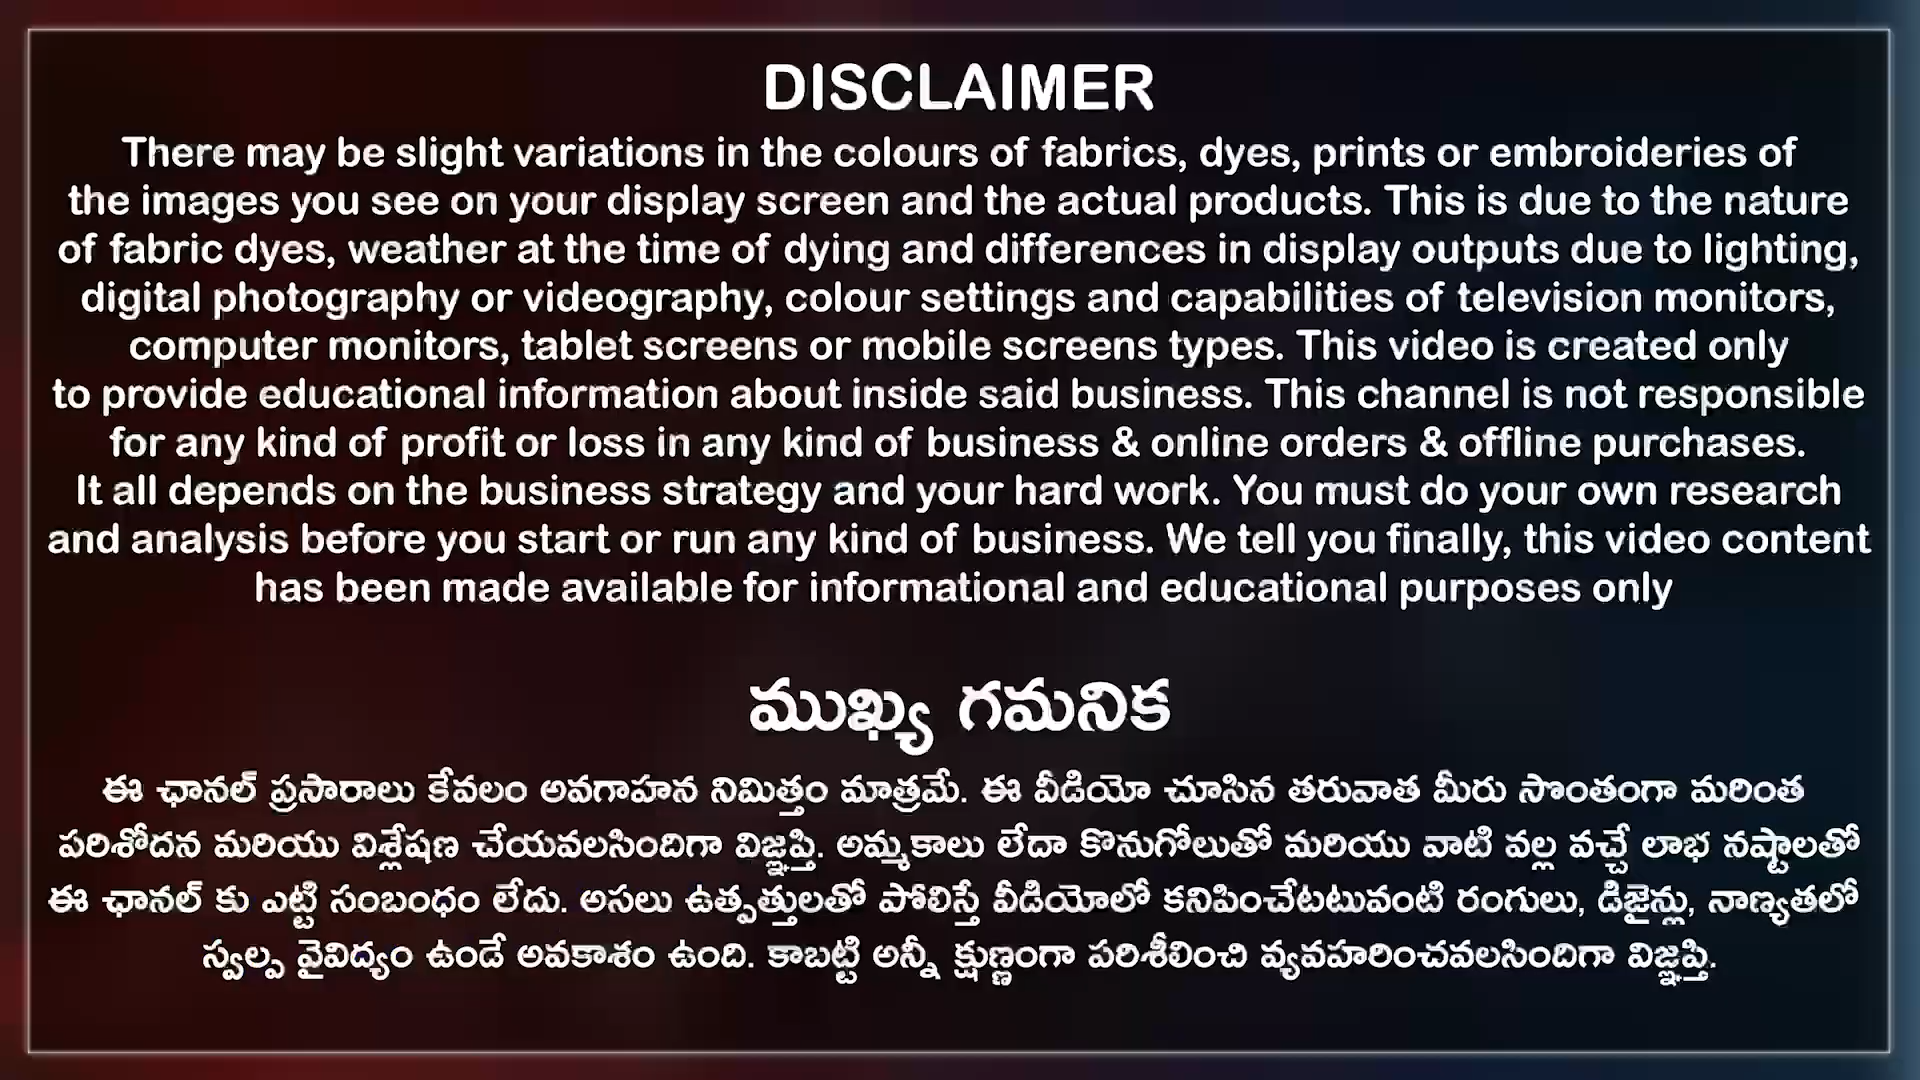 DISCLAIMER
There may be slight variations in the colours of fabrics, dyes, prints or embroideries of
the images you see on your display screen and the actual products. This is due to the nature
of fabric dyes, weather at the time of dying and differences in display outputs due to lighting,
digital photography or videography, colour settings and capabilities of television monitors,
computer monitors, tablet screens or mobile screens types. This video is created only
to provide educational information about inside said business. This channel is not responsible
for any kind of profit or loss in any kind of business & online orders & offline purchases.
It all depends on the business strategy and your hard work. You must do your own research
and analysis before you start or run any kind of business. We tell you finally, this video content
has been made available for informational and educational purposes only
ముఖ్య గమనిక
ఈ ఛానల్ ప్రసారాలు కేవలం అవగాహన నిమిత్తం మాత్రమే. ఈ వీడియో చూసిన తరువాత మీరు సొంతంగా మరింత
పరిశోదన మరియు విశ్లేషణ చేయవలసిందిగా విజ్ఞప్తి. అమ్మకాలు లేదా కొనుగోలుతో మరియు వాటి వల్ల వచ్చే లాభ నష్టాలతో
ఈ ఛానల్ కు ఎట్టి సంబంధం లేదు. అసలు ఉత్పత్తులతో పోలిస్తే వీడియోలో కనిపించేటటువంటి రంగులు, డిజైన్లు, నాణ్యతలో
స్వల్ప వైవిద్యం ఉండే అవకాశం ఉంది. కాబట్టి అన్నీ క్షుణ్ణంగా పరిశీలించి వ్యవహరించవలసిందిగా విజ్ఞప్తి.